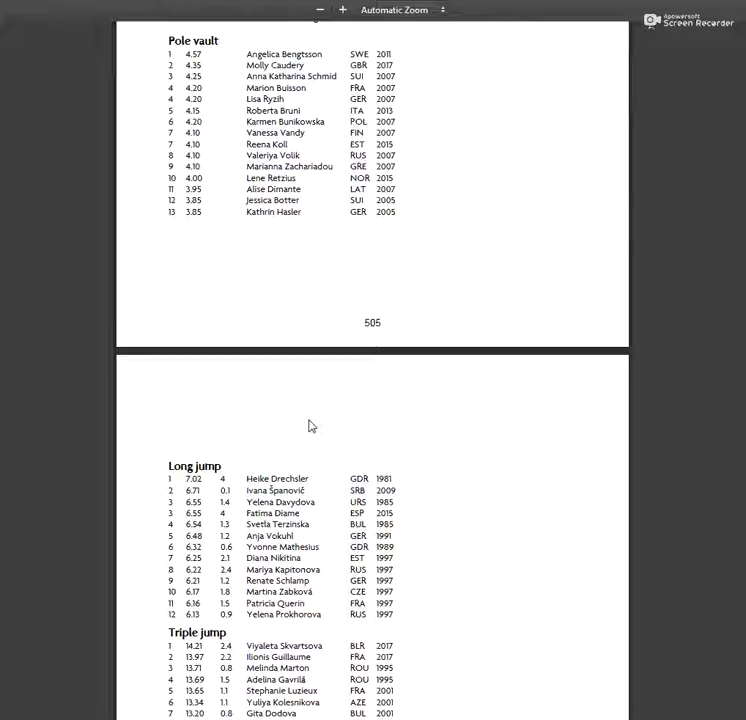 Automatic Zoom
Apowersoft
Screen Recorder
Pole vault
1 4.57 Angelica Bengtsson SWE 2011
2 4.35 Molly Caudery GBR 2017
3 4.25 Anna Katharina Schmid SUI 2007
4 4.20 Marion Buisson FRA 2007
4 4.20 Lisa Ryzih GER 2007
5 4.15 Roberta Bruni ITA 2013
6 4.20 Karmen Bunikowska POL 2007
7 4.10 Vanessa Vandy FIN 2007
7 4.10 Reena Koll EST 2015
8 4.10 Valeriya Volik RUS 2007
9 4.10 Marianna Zachariadou GRE 2007
10 4.00 Lene Retzius NOR 2015
11 3.95 Alise Dimante LAT 2007
12 3.85 Jessica Botter SUI 2005
13 3.85 Kathrin Hasler GER 2005
505
Long jump
1 7.02 4 Heike Drechsler GDR 1981
2 6.71 0.1 Ivana Španović SRB 2009
3 6.55 1.4 Yelena Davydova URS 1985
3 6.55 4 Fatima Diame ESP 2015
4 6.54 1.3 Svetla Terzinska BUL 1985
5 6.48 1.2 Anja Vokuhl GER 1991
6 6.32 0.6 Yvonne Mathesius GDR 1989
7 6.25 2.1 Diana Nikitina EST 1997
8 6.22 2.4 Mariya Kapitonova RUS 1997
9 6.21 1.2 Renate Schlamp GER 1997
10 6.17 1.8 Martina Zabková CZE 1997
11 6.16 1.5 Patricia Querin FRA 1997
12 6.13 0.9 Yelena Prokhorova RUS 1997
Triple jump
1 14.21 2.4 Viyaleta Skvartsova BLR 2017
2 13.97 2.2 Ilionis Guillaume FRA 2017
3 13.71 0.8 Melinda Marton ROU 1995
4 13.69 1.5 Adelina Gavrilá ROU 1995
5 13.65 1.1 Stephanie Luzieux FRA 2001
6 13.34 1.1 Yuliya Kolesnikova AZE 2001
7 13.20 0.8 Gita Dodova BUL 2001